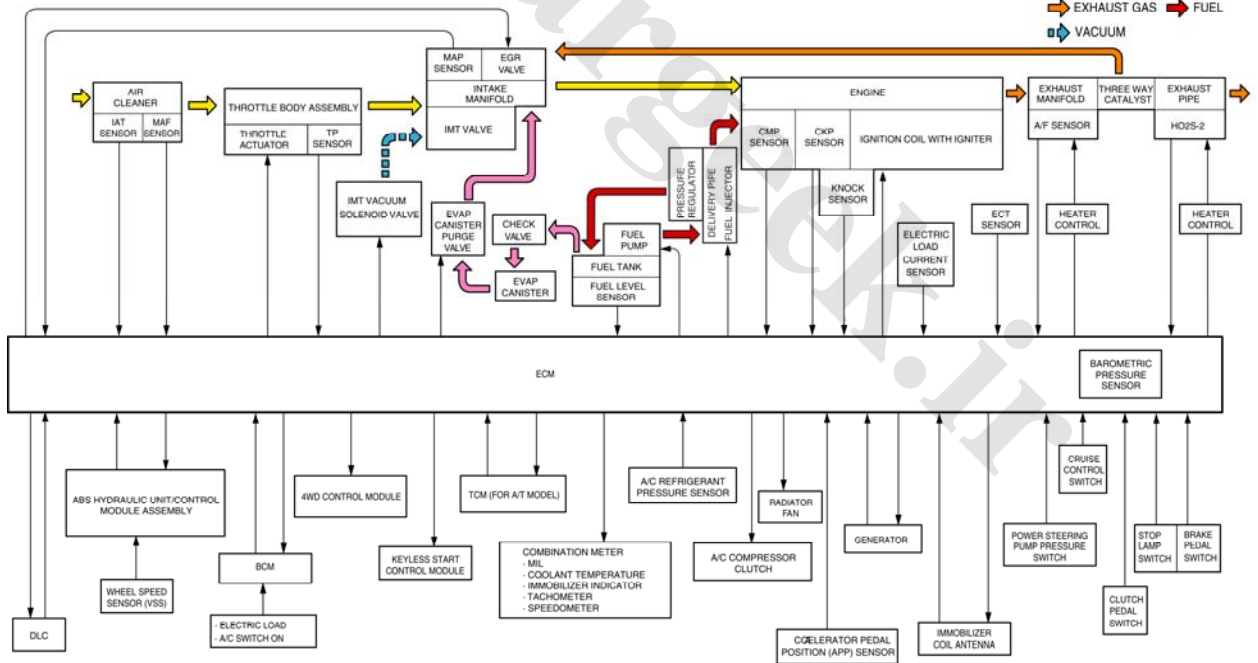 EXHAUST GAS
FUEL
VACUUM
MAP
SENSOR
EGR
VALVE
INTAKE
MANIFOLD
IMT VALVE
AIR
CLEANER
IAT
SENSOR
MAF
SENSOR
THROTTLE BODY ASSEMBLY
THROTTLE
ACTUATOR
TP
SENSOR
ENGINE
CMP
SENSOR
CKP
SENSOR
IGNITION COIL WITH IGNITER
KNOCK
SENSOR
EXHAUST
MANIFOLD
THREE WAY
CATALYST
EXHAUST
PIPE
A/F SENSOR
HO2S-2
IMT VACUUM
SOLENOID VALVE
EVAP
CANISTER
PURGE
VALVE
CHECK
VALVE
EVAP
CANISTER
FUEL
PUMP
FUEL TANK
FUEL LEVEL
SENSOR
PRESSURE
REGULATOR
DELIVERY PIPE
FUEL INJECTOR
ELECTRIC
LOAD
CURRENT
SENSOR
ECT
SENSOR
HEATER
CONTROL
HEATER
CONTROL
ECM
BAROMETRIC
PRESSURE
SENSOR
ABS HYDRAULIC UNIT/CONTROL
MODULE ASSEMBLY
4WD CONTROL MODULE
TCM (FOR A/T MODEL)
A/C REFRIGERANT
PRESSURE SENSOR
RADIATOR
FAN
GENERATOR
POWER STEERING
PUMP PRESSURE
SWITCH
CRUISE
CONTROL
SWITCH
STOP
LAMP
SWITCH
BRAKE
PEDAL
SWITCH
WHEEL SPEED
SENSOR (VSS)
BCM
KEYLESS START
CONTROL MODULE
COMBINATION METER
- MIL
- COOLANT TEMPERATURE
- IMMOBILIZER INDICATOR
- TACHOMETER
- SPEEDOMETER
A/C COMPRESSOR
CLUTCH
CLUTCH
PEDAL
SWITCH
DLC
- ELECTRIC LOAD
- A/C SWITCH ON
CCELERATOR PEDAL
POSITION (APP) SENSOR
IMMOBILIZER
COIL ANTENNA
argeek.ir